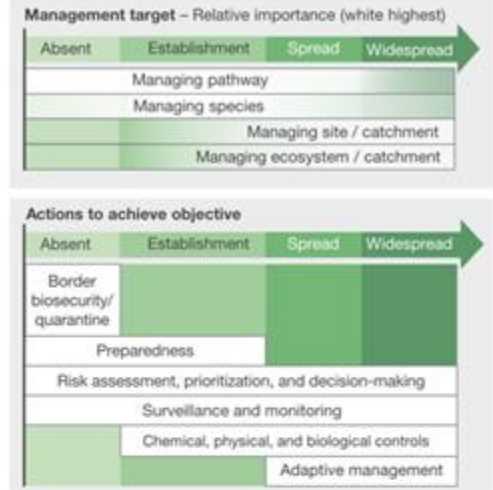 Management target – Relative importance (white highest)
Absent Establishment Spread Widespread
Managing pathway
Managing species
Managing site / catchment
Managing ecosystem / catchment
Actions to achieve objective
Absent Establishment Spread Widespread
Border
biosecurity/
quarantine
Preparedness
Risk assessment, prioritization, and decision-making
Surveillance and monitoring
Chemical, physical, and biological controls
Adaptive management